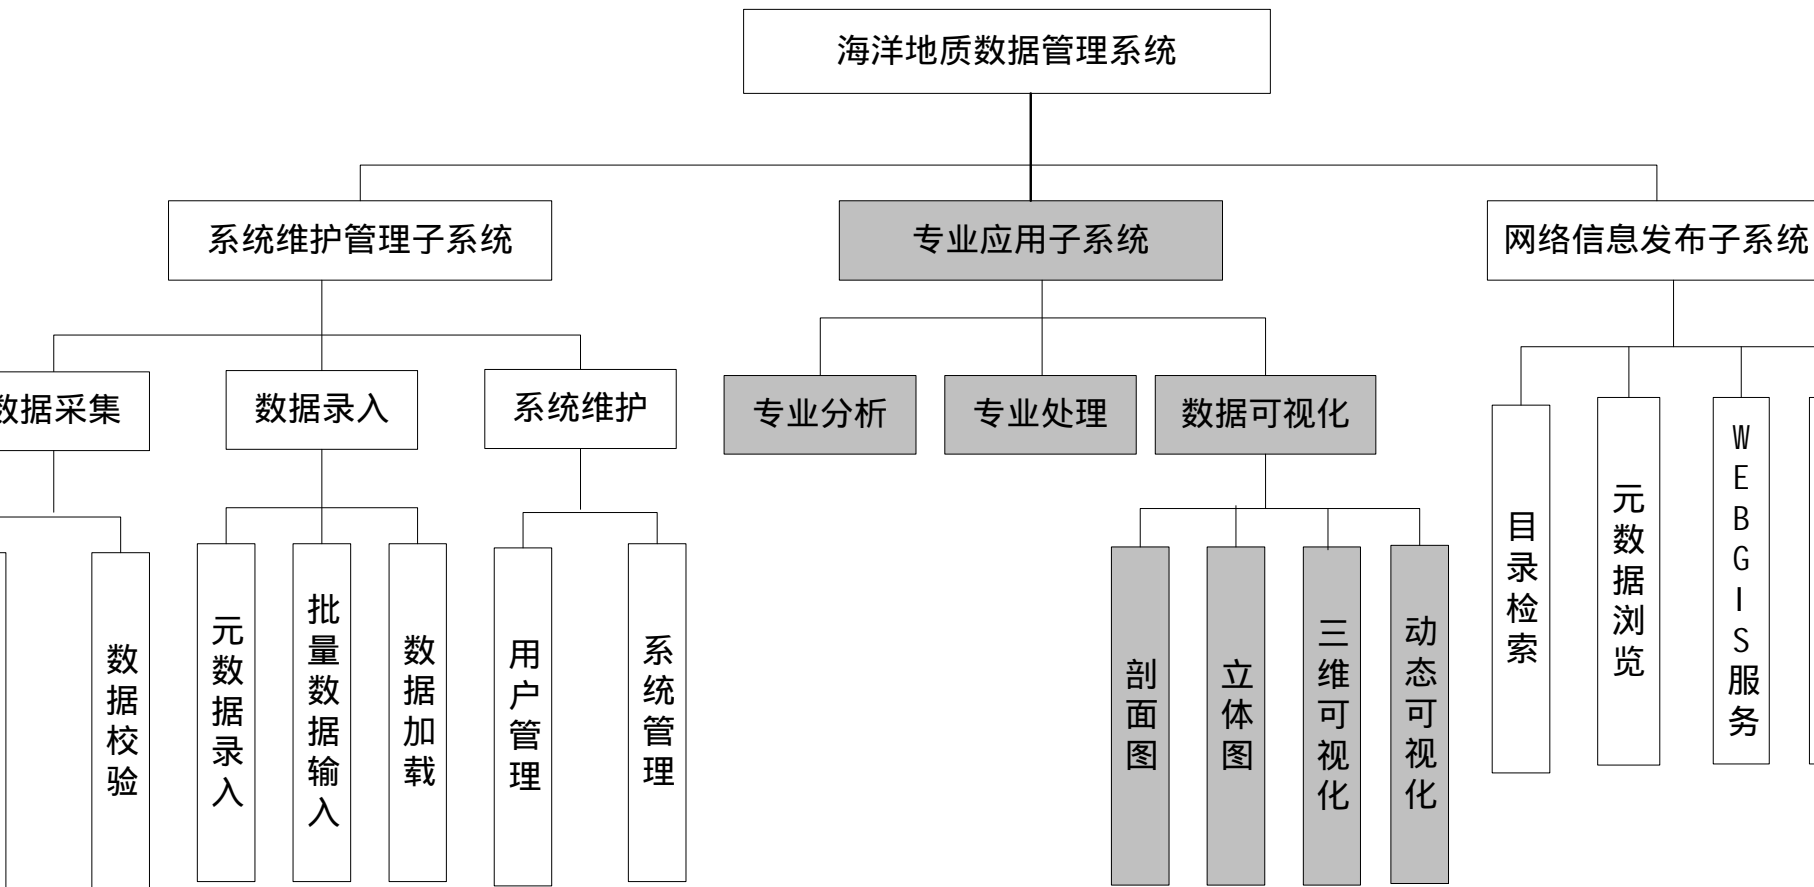 海洋地质数据管理系统
系统维护管理子系统
专业应用子系统
网络信息发布子系统
数据采集
数据录入
系统维护
专业分析
专业处理
数据可视化
数据校验
元数据录入
批量数据输入
数据加载
用户管理
系统管理
剖面图
立体图
三维可视化
动态可视化
目录检索
元数据浏览
WEBGIS服务